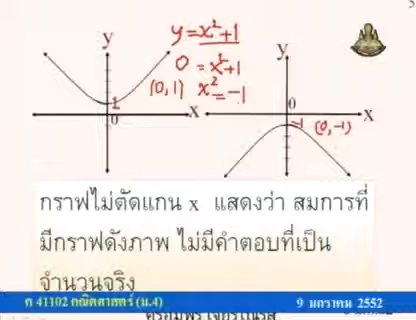 y
y = x²+1
0 = x²+1
(0,1) x² = -1
1
0
x
y
0
x
-1 (0,-1)
กราฟไม่ตัดแกน x แสดงว่า สมการที่
มีกราฟดังภาพ ไม่มีคำตอบที่เป็น
จำนวนจริง
ค 41102 คณิตศาสตร์ (ม.4) 9 มกราคม 2552